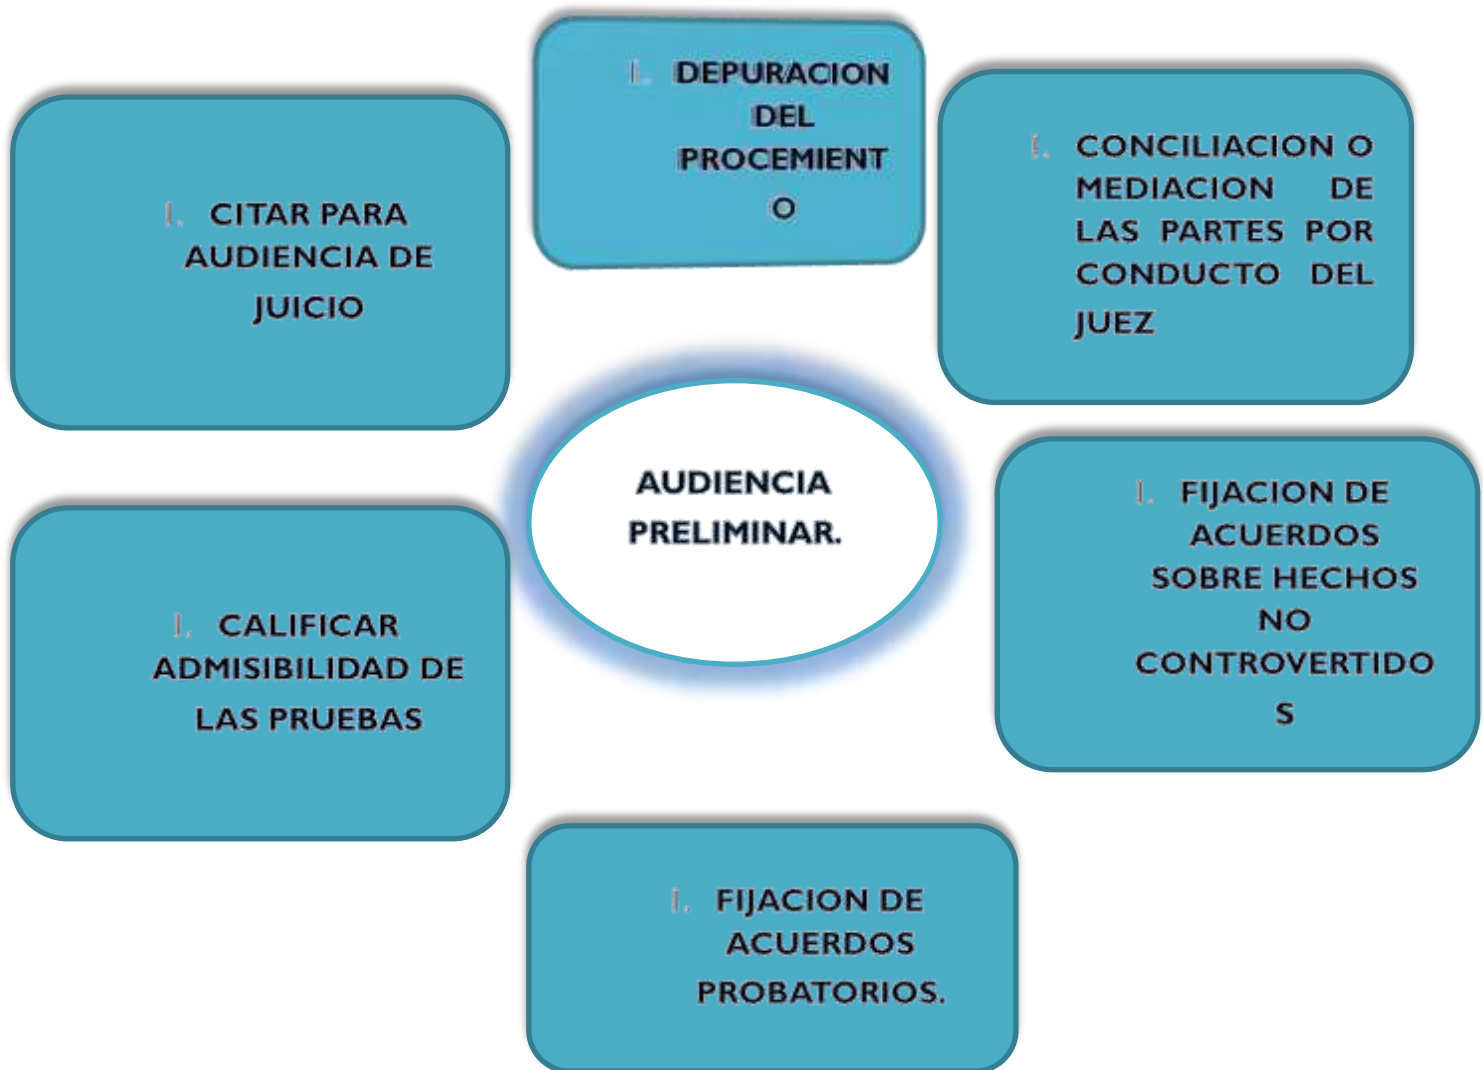 I. DEPURACION
DEL
PROCEMIENT
O
I. CONCILIACION O
MEDIACION DE
LAS PARTES POR
CONDUCTO DEL
JUEZ
I. CITAR PARA
AUDIENCIA DE
JUICIO
AUDIENCIA
PRELIMINAR.
I. FIJACION DE
ACUERDOS
SOBRE HECHOS
NO
CONTROVERTIDO
S
I. CALIFICAR
ADMISIBILIDAD DE
LAS PRUEBAS
I. FIJACION DE
ACUERDOS
PROBATORIOS.